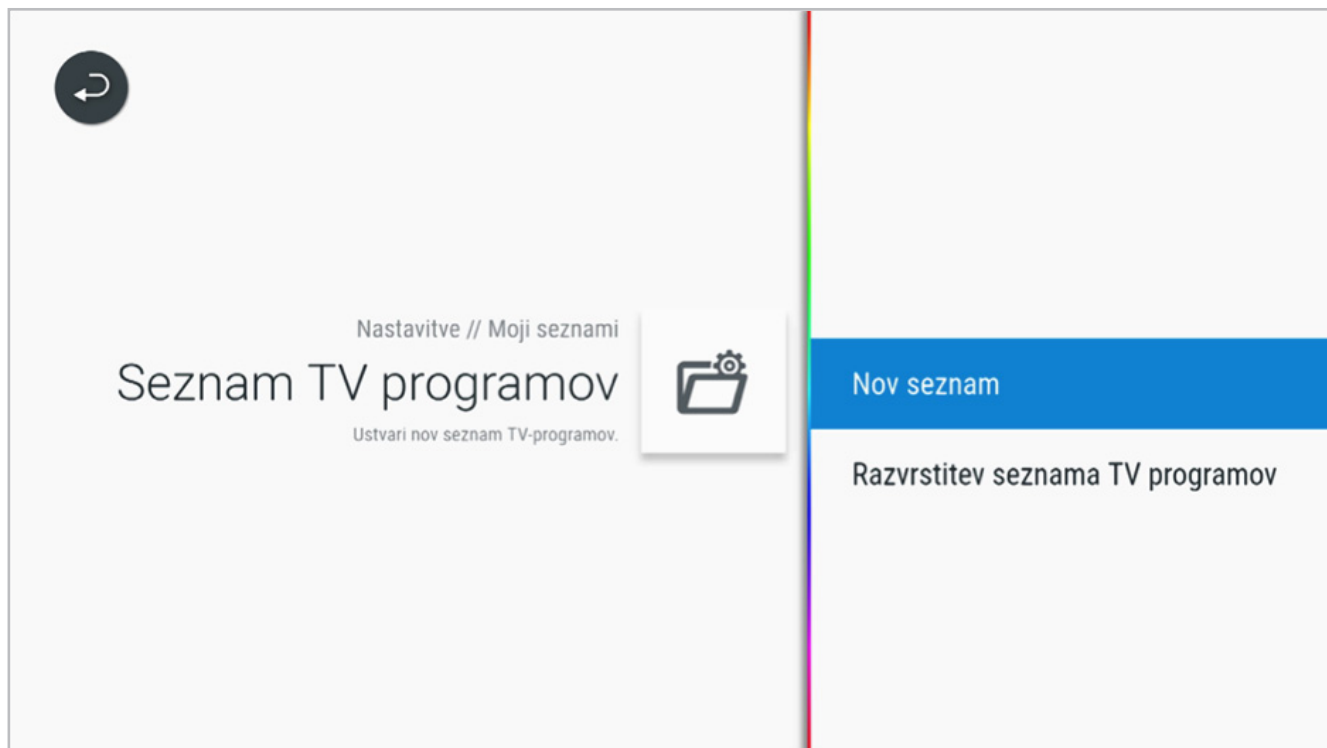 Nastavitve // Moji seznami
Seznam TV programov
Ustvari nov seznam TV-programov.
Nov seznam
Razvrstitev seznama TV programov